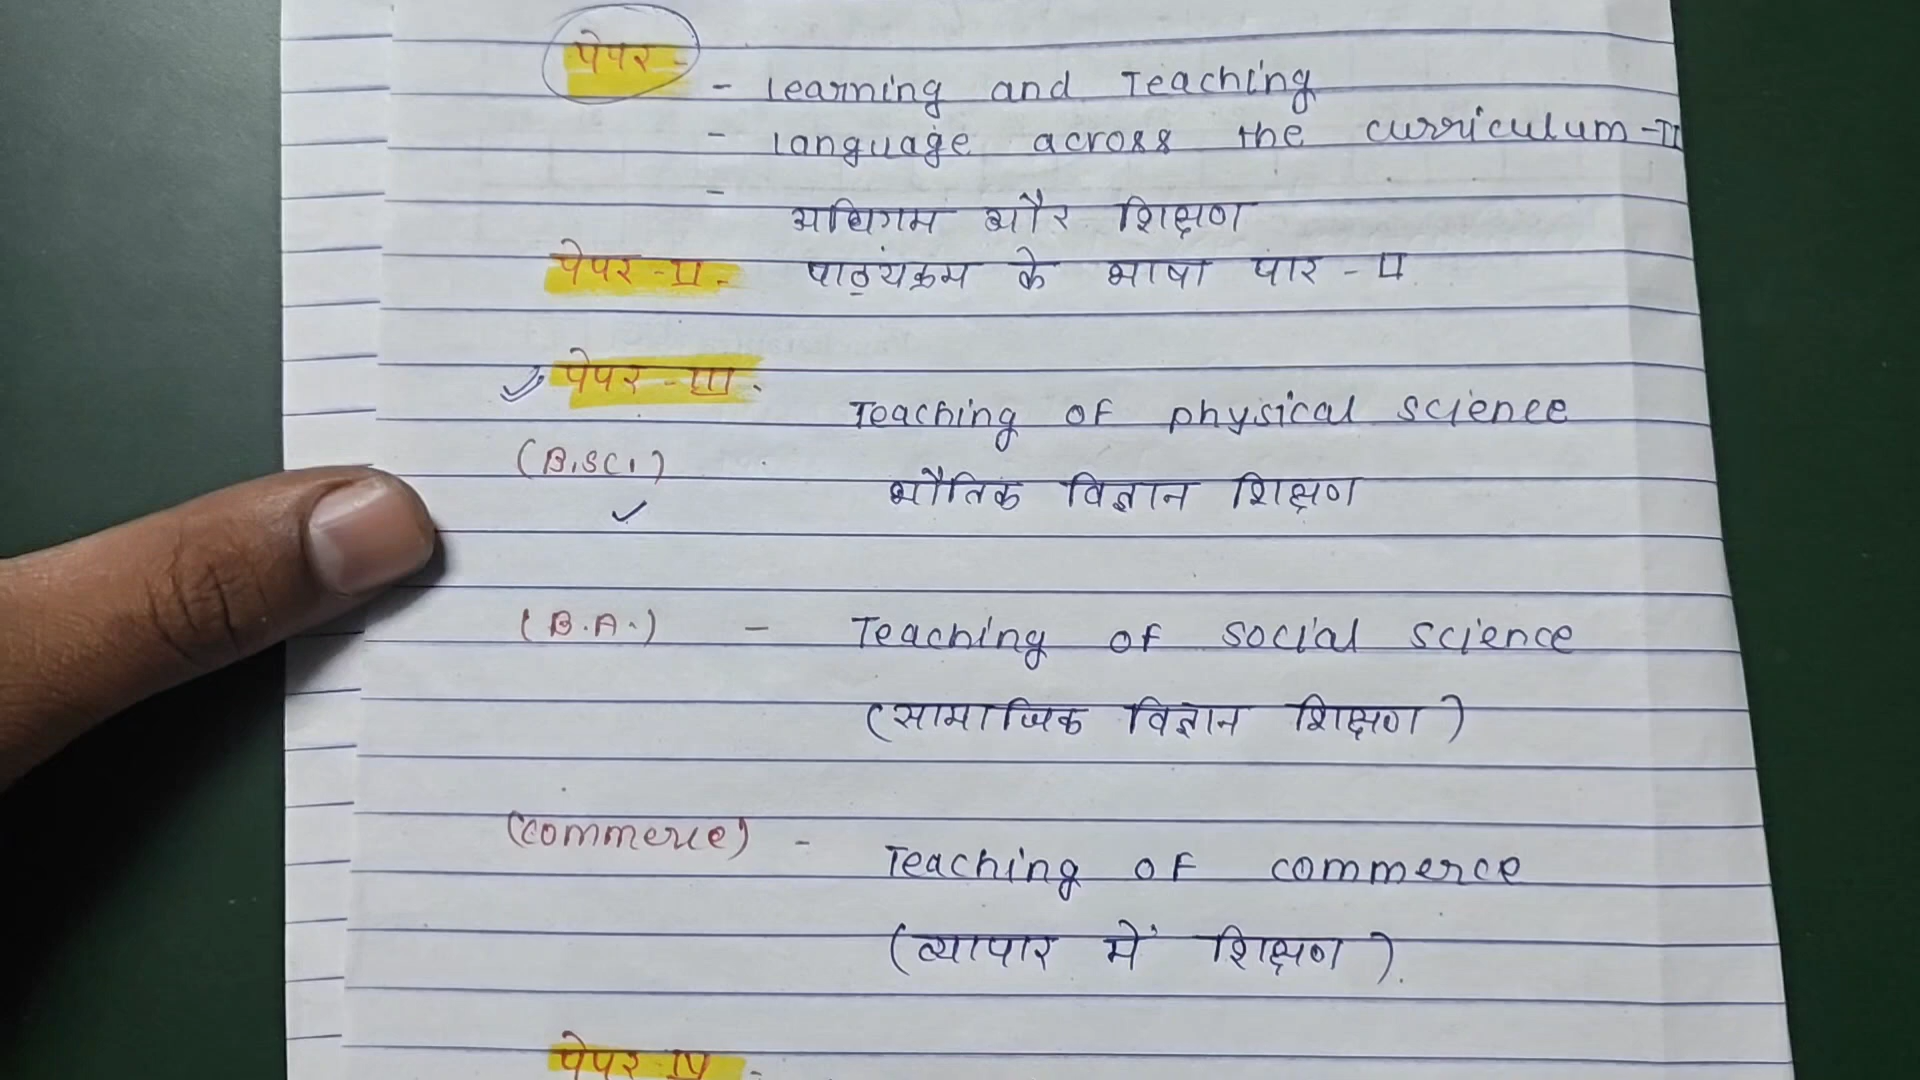 पेपर -
- Learning and Teaching
- Language across the curriculum-II
- अधिगम और शिक्षण
पेपर-II- पाठ्यंक्रम के भाषा पार - II
पेपर-III-
Teaching of physical science
(B.SC.)
भौतिक विज्ञान शिक्षण
(B.A.) - Teaching of social science
(सामाजिक विज्ञान शिक्षण)
(commerce) - Teaching of commerce
(व्यापार में शिक्षण).
पेपर-IV -